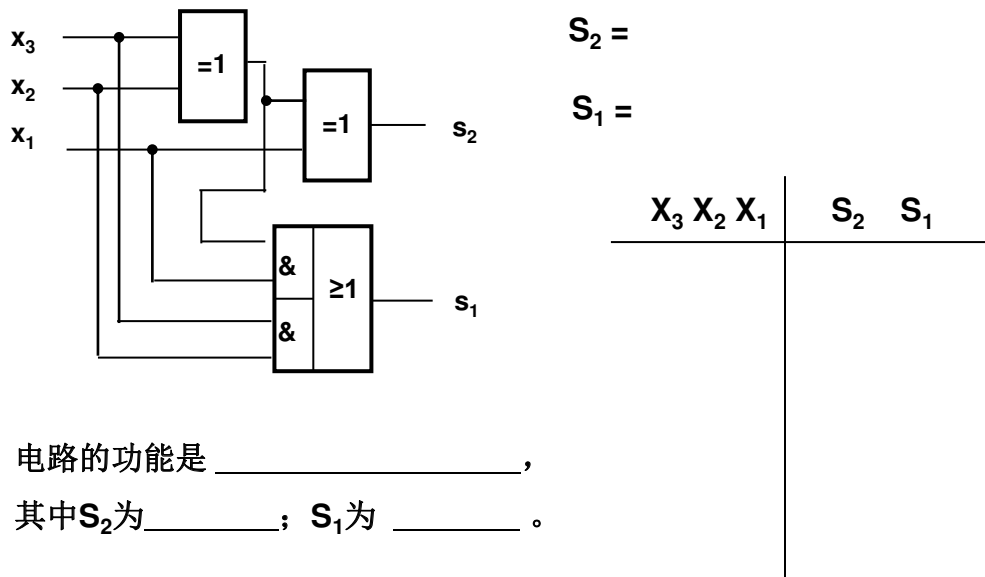 x₃
=1
x₂
x₁
=1
s₂
&
≥1
s₁
&
S₂ =
S₁ =
X₃ X₂ X₁ S₂ S₁
电路的功能是 ，
其中S₂为 ；S₁为 。